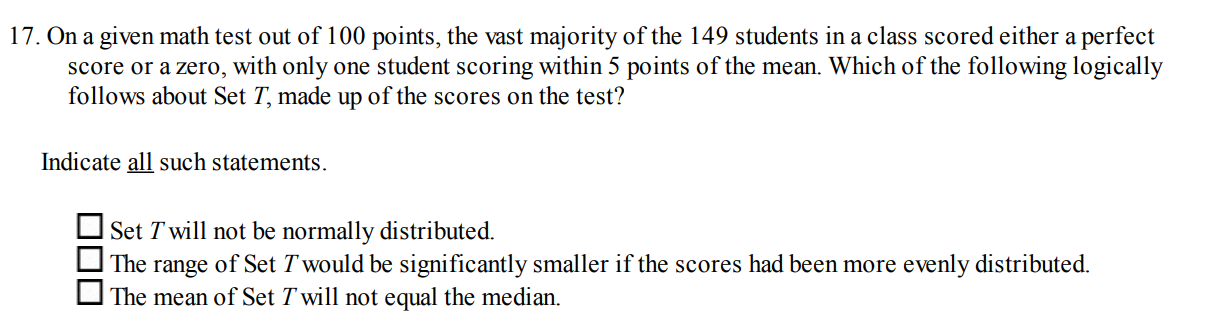 17. On a given math test out of 100 points, the vast majority of the 149 students in a class scored either a perfect
score or a zero, with only one student scoring within 5 points of the mean. Which of the following logically
follows about Set T, made up of the scores on the test?
Indicate all such statements.
Set T will not be normally distributed.
The range of Set T would be significantly smaller if the scores had been more evenly distributed.
The mean of Set T will not equal the median.